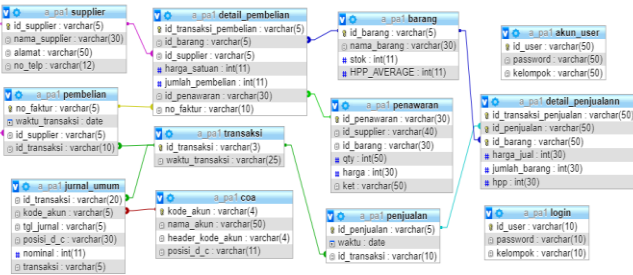 a_pa1 supplier
id_supplier : varchar(5)
nama_supplier : varchar(30)
alamat : varchar(50)
no_telp : varchar(12)
a_pa1 detail_pembelian
id_transaksi_pembelian : varchar(5)
id_barang : varchar(5)
id_supplier : varchar(5)
harga_satuan : int(11)
jumlah_pembelian : int(11)
id_penawaran : varchar(30)
no_faktur : varchar(10)
a_pa1 barang
id_barang : varchar(5)
nama_barang : varchar(30)
stok : int(11)
HPP_AVERAGE : int(11)
a_pa1 akun_user
id_user : varchar(50)
password : varchar(50)
kelompok : varchar(50)
a_pa1 pembelian
no_faktur : varchar(5)
waktu_transaksi : date
id_supplier : varchar(5)
id_transaksi : varchar(10)
a_pa1 transaksi
id_transaksi : varchar(3)
waktu_transaksi : varchar(25)
a_pa1 penawaran
id_penawaran : varchar(30)
id_supplier : varchar(40)
id_barang : varchar(30)
qty : int(50)
harga : int(30)
ket : varchar(50)
a_pa1 detail_penjualann
id_transaksi_penjualan : varchar(50)
id_penjualan : varchar(50)
id_barang : varchar(50)
harga_jual : int(30)
jumlah_barang : int(30)
hpp : int(30)
a_pa1 jurnal_umum
id_transaksi : varchar(20)
kode_akun : varchar(5)
tgl_jurnal : varchar(5)
posisi_d_c : varchar(30)
nominal : int(11)
transaksi : varchar(5)
a_pa1 coa
kode_akun : varchar(4)
nama_akun : varchar(50)
header_kode_akun : varchar(4)
posisi_d_c : varchar(11)
a_pa1 penjualan
id_penjualan : varchar(5)
waktu : date
id_transaksi : varchar(10)
a_pa1 login
id_user : varchar(10)
password : varchar(10)
kelompok : varchar(10)